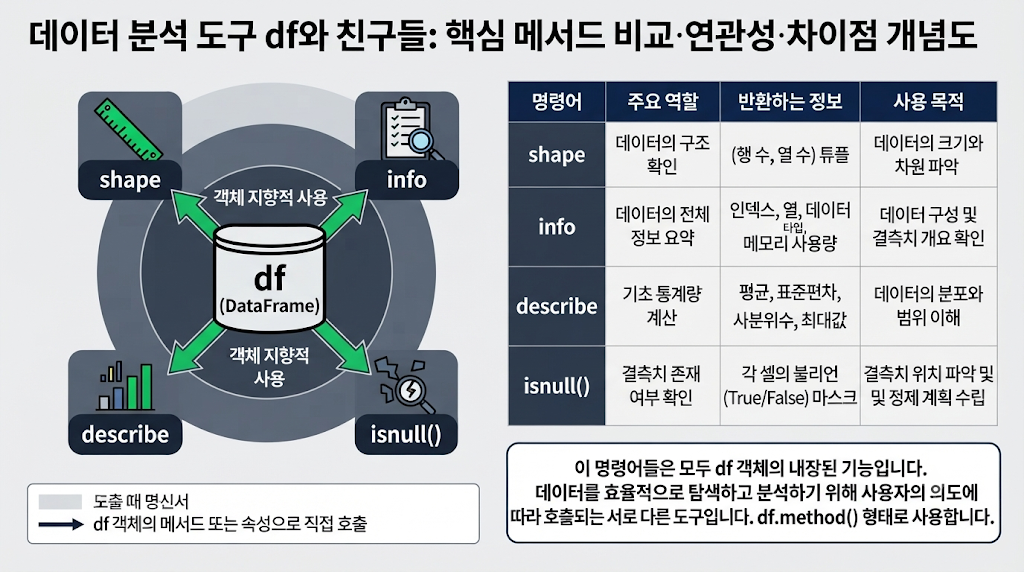 데이터 분석 도구 df와 친구들: 핵심 메서드 비교·연관성·차이점 개념도
shape
info
객체 지향적 사용
df
(DataFrame)
객체 지향적
사용
describe
isnull()
도출 때 명신서
df 객체의 메서드 또는 속성으로 직접 호출
명령어 주요 역할 반환하는 정보 사용 목적
shape
데이터의 구조
확인
(행 수, 열 수) 튜플
데이터의 크기와
차원 파악
info
데이터의 전체
정보 요약
인덱스, 열, 데이터
타입,
메모리 사용량
데이터 구성 및
결측치 개요 확인
describe
기초 통계량
계산
평균, 표준편차,
사분위수, 최대값
데이터의 분포와
범위 이해
isnull()
결측치 존재
여부 확인
각 셀의 불리언
(True/False) 마스크
결측치 위치 파악 및
및 정제 계획 수립
이 명령어들은 모두 df 객체의 내장된 기능입니다.
데이터를 효율적으로 탐색하고 분석하기 위해 사용자의 의도에
따라 호출되는 서로 다른 도구입니다. df.method() 형태로 사용합니다.